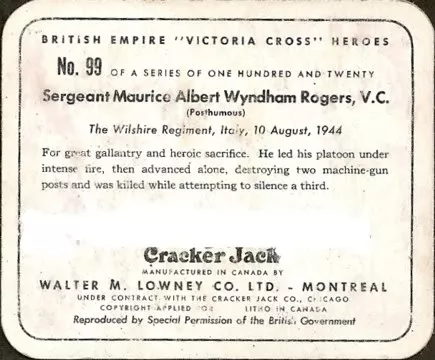 BRITISH EMPIRE "VICTORIA CROSS" HEROES
No. 99 OF A SERIES OF ONE HUNDRED AND TWENTY
Sergeant Maurice Albert Wyndham Rogers, V.C.
(Posthumous)
The Wilshire Regiment, Italy, 10 August, 1944
For great gallantry and heroic sacrifice. He led his platoon under
intense fire, then advanced alone, destroying two machine-gun
posts and was killed while attempting to silence a third.
Cracker Jack
MANUFACTURED IN CANADA BY
WALTER M. LOWNEY CO. LTD. - MONTREAL
UNDER CONTRACT WITH THE CRACKER JACK CO., CHICAGO
COPYRIGHT APPLIED FOR LITHO IN CANADA
Reproduced by Special Permission of the British Government